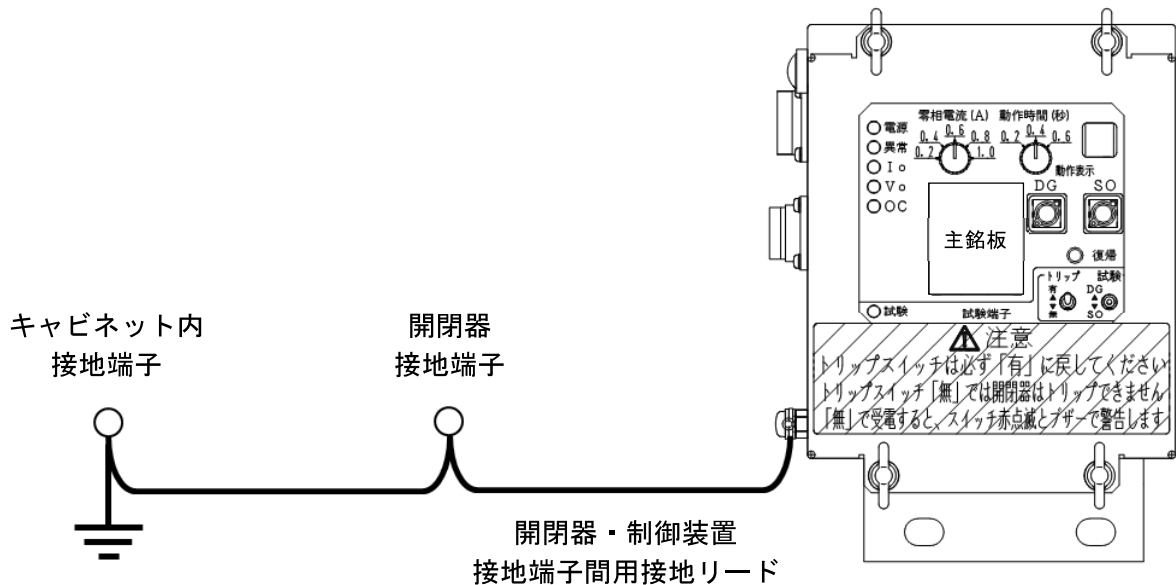 零相電流(A) 動作時間(秒)
0.2 0.4 0.6 0.8 1.0
0.2 0.4 0.6
電源
異常
Io
Vo
OC
動作表示
DG SO
主銘板
復帰
トリップ 試験
有 DG
無 SO
試験 試験端子
注意
トリップスイッチは必ず「有」に戻してください
トリップスイッチ「無」では開閉器はトリップできません
「無」で受電すると、スイッチ赤点滅とブザーで警告します
キャビネット内
接地端子
開閉器
接地端子
開閉器・制御装置
接地端子間用接地リード